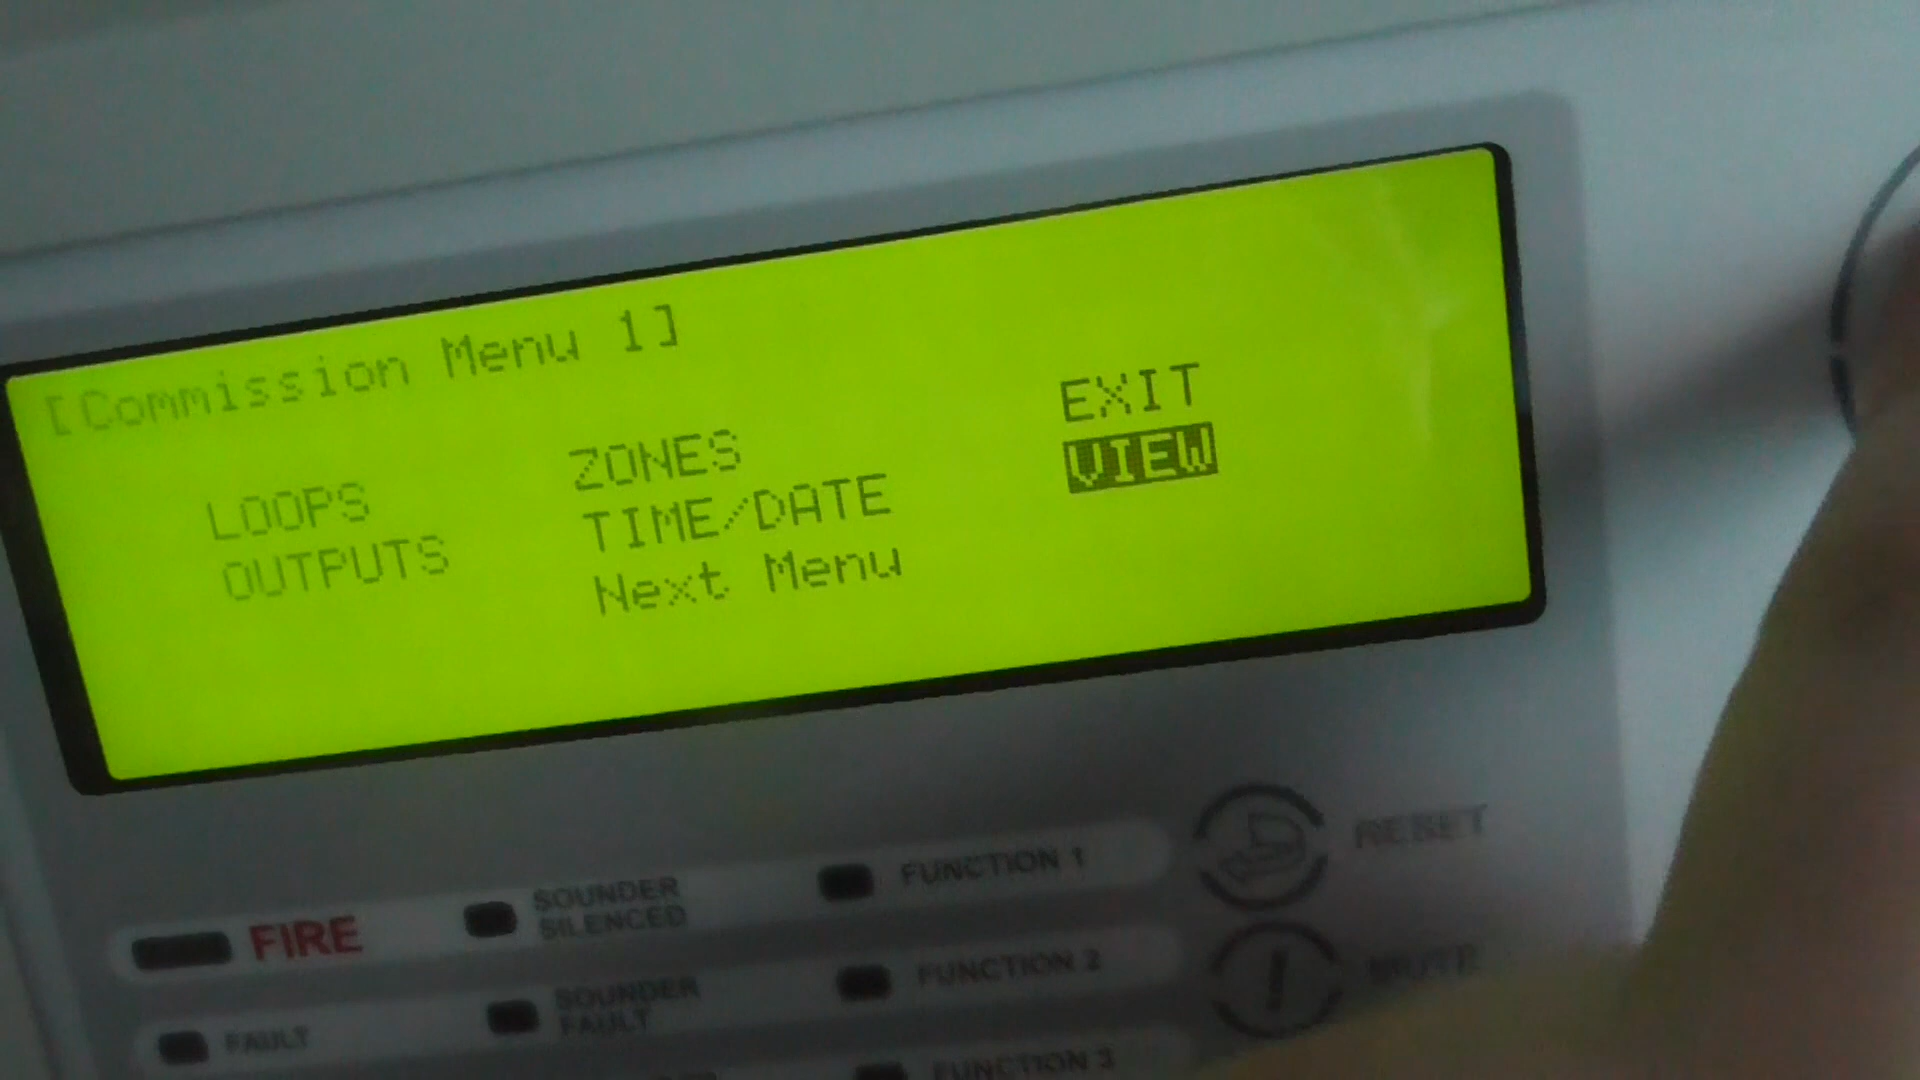 [Commission Menu 1]
LOOPS ZONES EXIT
OUTPUTS TIME/DATE VIEW
Next Menu
FIRE
SOUNDER
SILENCED
FUNCTION 1
RESET
FAULT
SOUNDER
FAULT
FUNCTION 2
MUTE
FUNCTION 3